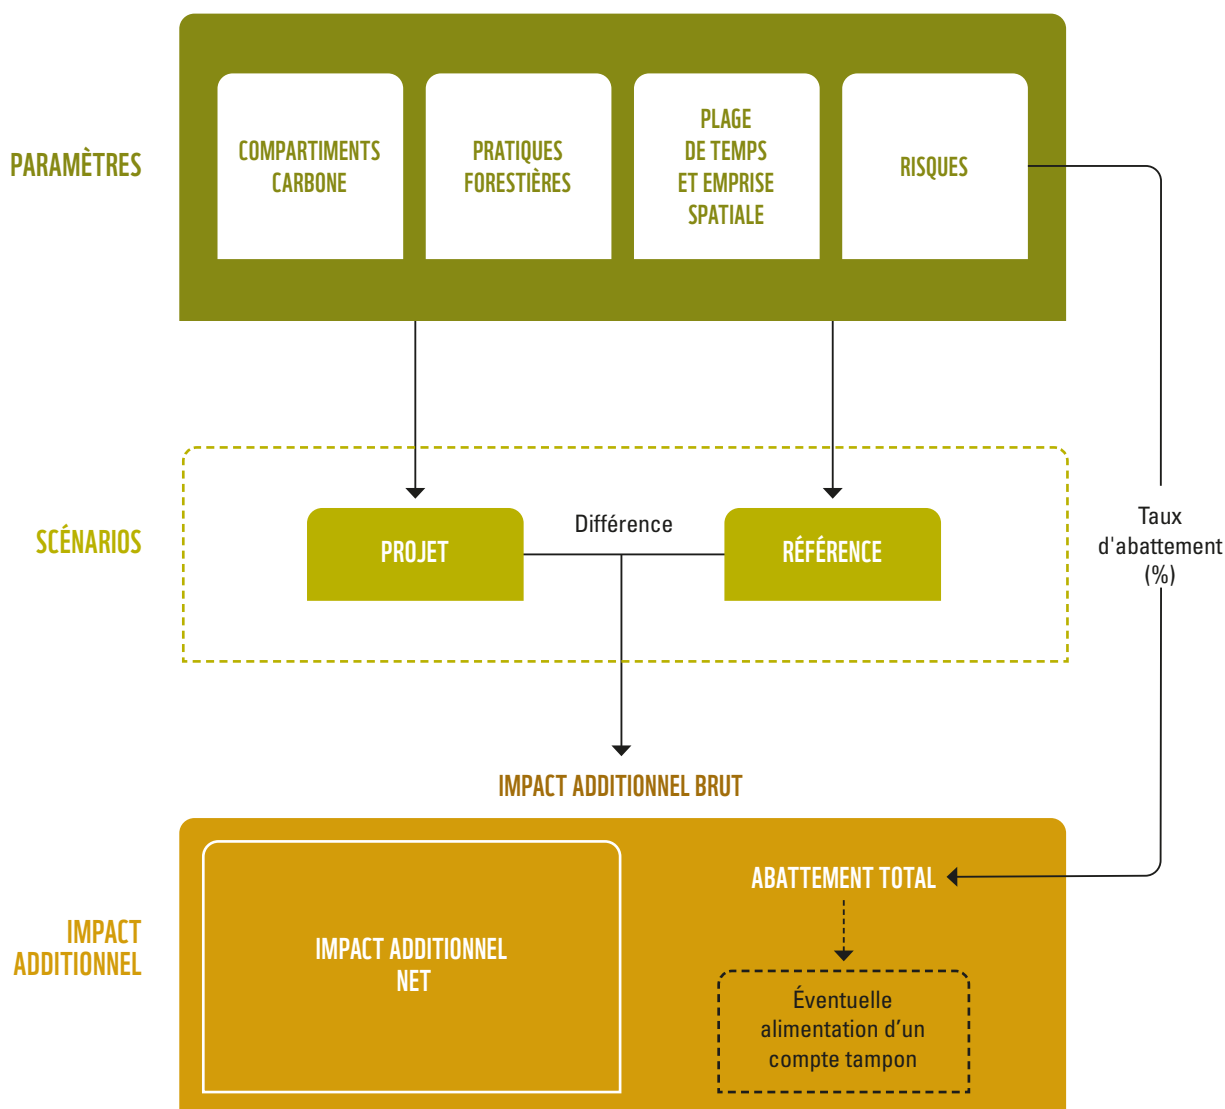 PARAMÈTRES
COMPARTIMENTS
CARBONE
PRATIQUES
FORESTIÈRES
PLAGE
DE TEMPS
ET EMPRISE
SPATIALE
RISQUES
SCÉNARIOS
PROJET
Différence
RÉFÉRENCE
Taux
d'abattement
(%)
IMPACT ADDITIONNEL BRUT
IMPACT
ADDITIONNEL
IMPACT ADDITIONNEL
NET
ABATTEMENT TOTAL
Éventuelle
alimentation d’un
compte tampon